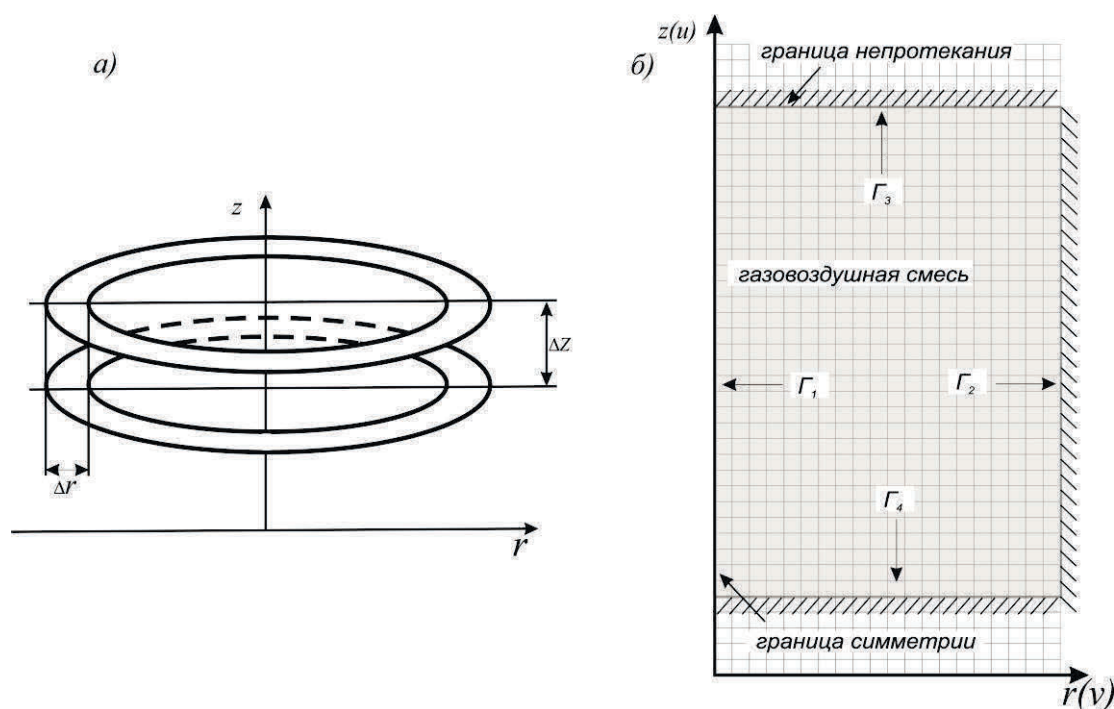 а)
z
Δz
Δr
r
б)
z(u)
граница непротекания
Г₃
газовоздушная смесь
Г₁
Г₂
Г₄
граница симметрии
r(v)